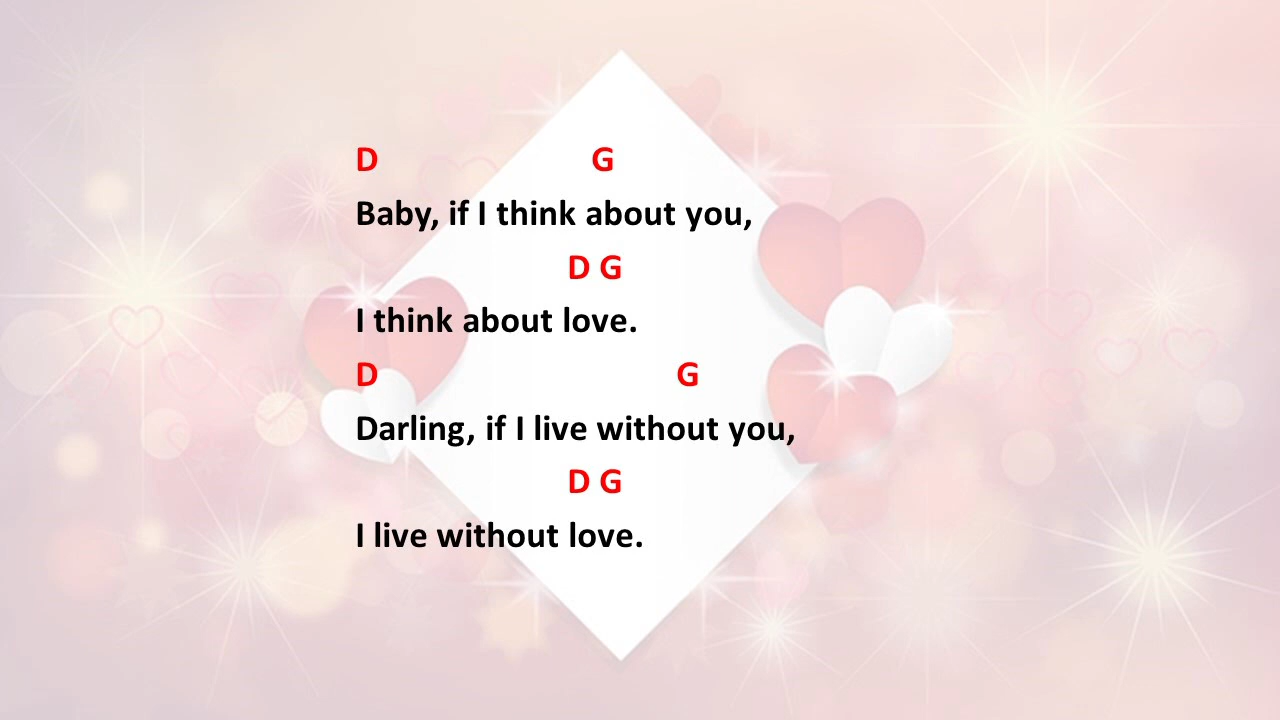 D G
Baby, if I think about you,
D G
I think about love.
D G
Darling, if I live without you,
D G
I live without love.